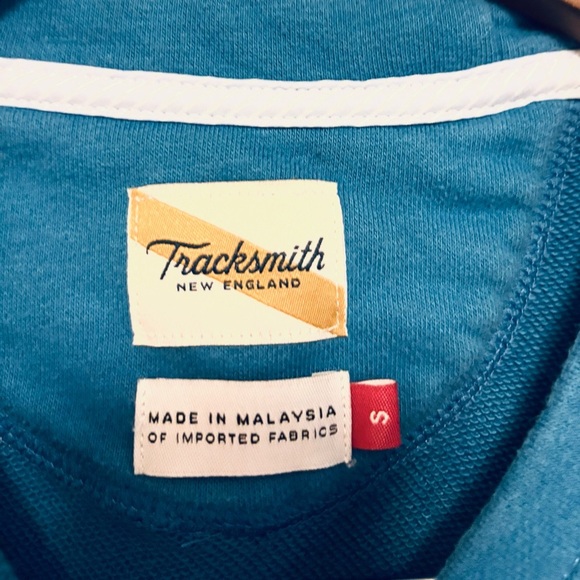 Tracksmith
NEW ENGLAND
MADE IN MALAYSIA
OF IMPORTED FABRICS
S